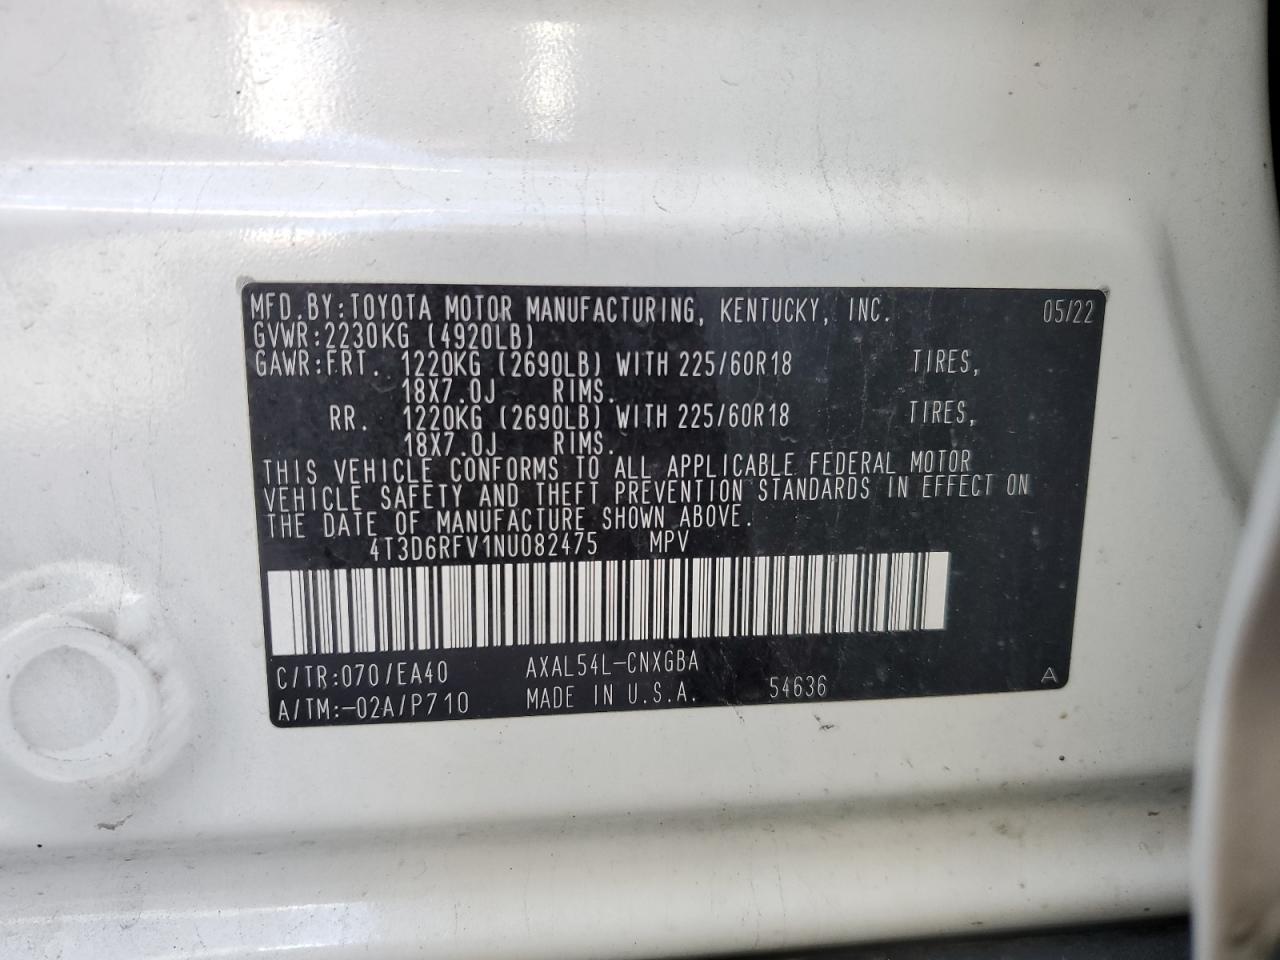 MFD.BY:TOYOTA MOTOR MANUFACTURING, KENTUCKY, INC. 05/22
GVWR:2230KG (4920LB)
GAWR:FRT. 1220KG (2690LB) WITH 225/60R18 TIRES,
18X7.0J RIMS.
RR. 1220KG (2690LB) WITH 225/60R18 TIRES,
18X7.0J RIMS.
THIS VEHICLE CONFORMS TO ALL APPLICABLE FEDERAL MOTOR
VEHICLE SAFETY AND THEFT PREVENTION STANDARDS IN EFFECT ON
THE DATE OF MANUFACTURE SHOWN ABOVE.
4T3D6RFV1NU082475 MPV
C/TR:070/EA40 AXAL54L-CNXGBA
A/TM:-02A/P710 MADE IN U.S.A. 54636 A